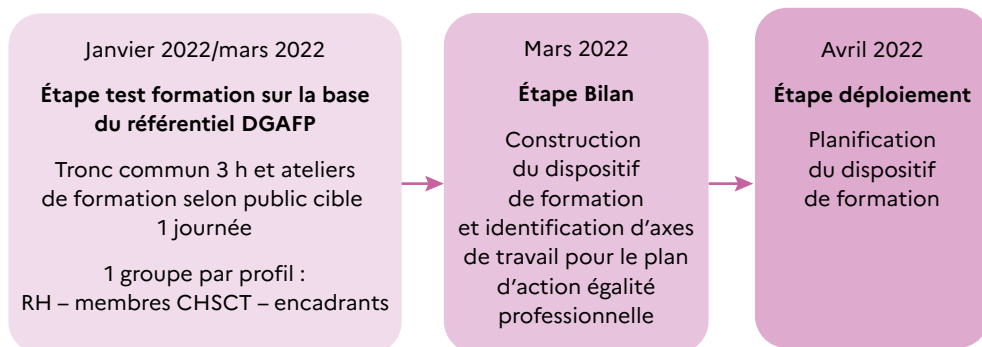 Janvier 2022/mars 2022
Étape test formation sur la base
du référentiel DGAFP
Tronc commun 3 h et ateliers
de formation selon public cible
1 journée
1 groupe par profil :
RH – membres CHSCT – encadrants
Mars 2022
Étape Bilan
Construction
du dispositif
de formation
et identification d’axes
de travail pour le plan
d’action égalité
professionnelle
Avril 2022
Étape déploiement
Planification
du dispositif
de formation